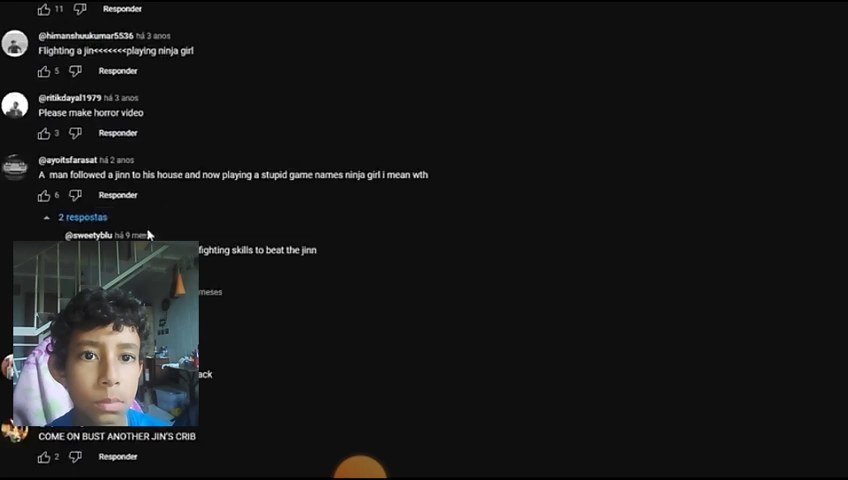 11 Responder
@himanshuukumar5536 há 3 anos
Flighting a jin<<<<<<<playing ninja girl
5 Responder
@ritikdayal1979 há 3 anos
Please make horror video
3 Responder
@ayoitsfarasat há 2 anos
A man followed a jinn to his house and now playing a stupid game names ninja girl i mean wth
6 Responder
2 respostas
@sweetyblu há 9
fighting skills to beat the jinn
meses
COME ON BUST ANOTHER JIN'S CRIB
2 Responder